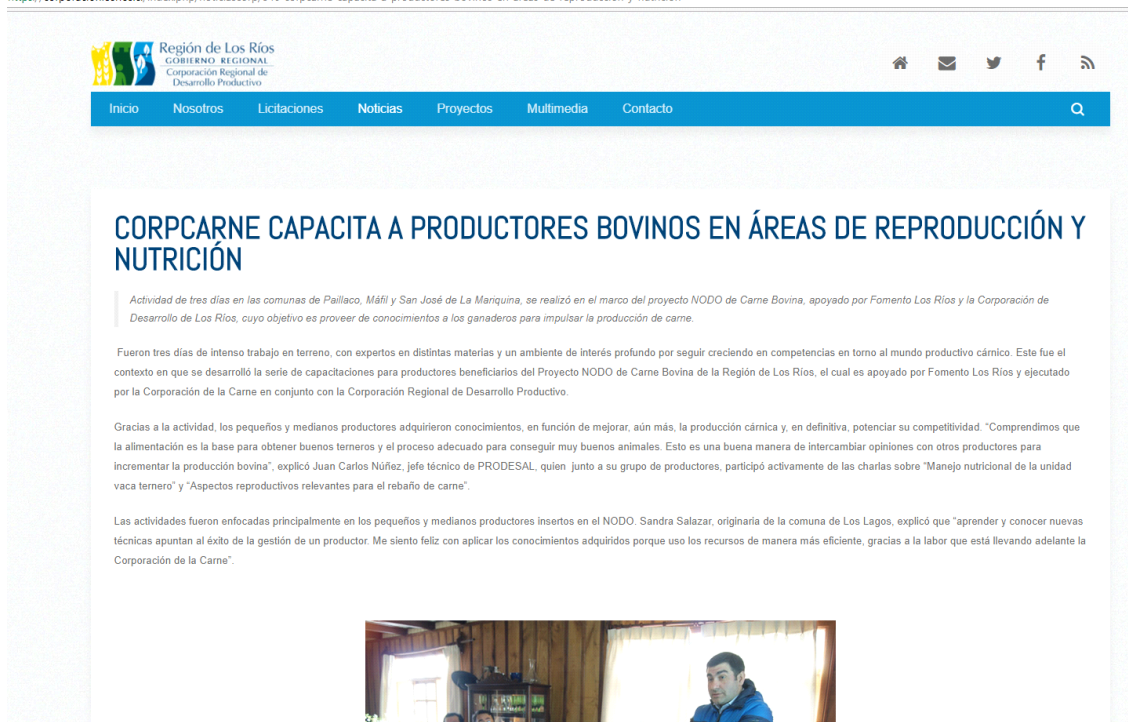 Región de Los Ríos
GOBIERNO REGIONAL
Corporación Regional de
Desarrollo Productivo
Inicio Nosotros Licitaciones Noticias Proyectos Multimedia Contacto
CORPCARNE CAPACITA A PRODUCTORES BOVINOS EN ÁREAS DE REPRODUCCIÓN Y
NUTRICIÓN
Actividad de tres días en las comunas de Paillaco, Máfil y San José de La Mariquina, se realizó en el marco del proyecto NODO de Carne Bovina, apoyado por Fomento Los Ríos y la Corporación de
Desarrollo de Los Ríos, cuyo objetivo es proveer de conocimientos a los ganaderos para impulsar la producción de carne.
Fueron tres días de intenso trabajo en terreno, con expertos en distintas materias y un ambiente de interés profundo por seguir creciendo en competencias en torno al mundo productivo cárnico. Este fue el
contexto en que se desarrolló la serie de capacitaciones para productores beneficiarios del Proyecto NODO de Carne Bovina de la Región de Los Ríos, el cual es apoyado por Fomento Los Ríos y ejecutado
por la Corporación de la Carne en conjunto con la Corporación Regional de Desarrollo Productivo.
Gracias a la actividad, los pequeños y medianos productores adquirieron conocimientos, en función de mejorar, aún más, la producción cárnica y, en definitiva, potenciar su competitividad. “Comprendimos que
la alimentación es la base para obtener buenos terneros y el proceso adecuado para conseguir muy buenos animales. Esto es una buena manera de intercambiar opiniones con otros productores para
incrementar la producción bovina”, explicó Juan Carlos Núñez, jefe técnico de PRODESAL, quien junto a su grupo de productores, participó activamente de las charlas sobre “Manejo nutricional de la unidad
vaca ternero” y “Aspectos reproductivos relevantes para el rebaño de carne”.
Las actividades fueron enfocadas principalmente en los pequeños y medianos productores insertos en el NODO. Sandra Salazar, originaria de la comuna de Los Lagos, explicó que “aprender y conocer nuevas
técnicas apuntan al éxito de la gestión de un productor. Me siento feliz con aplicar los conocimientos adquiridos porque uso los recursos de manera más eficiente, gracias a la labor que está llevando adelante la
Corporación de la Carne”.